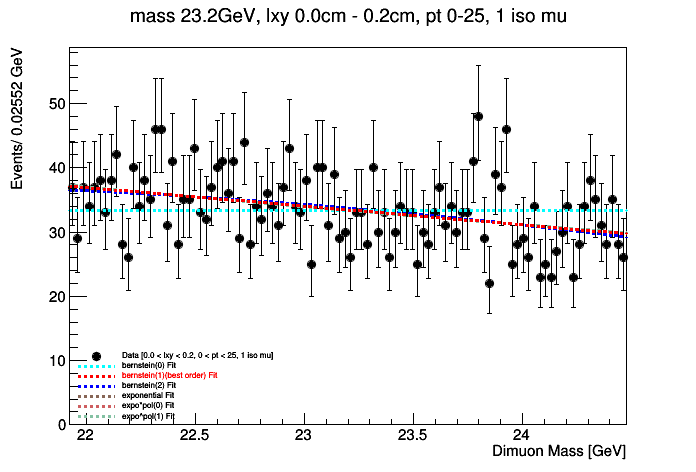 mass 23.2GeV, lxy 0.0cm - 0.2cm, pt 0-25, 1 iso mu
Events/ 0.02552 GeV
50
40
30
20
10
0
Data [0.0 < lxy < 0.2, 0 < pt < 25, 1 iso mu]
bernstein(0) Fit
bernstein(1)(best order) Fit
bernstein(2) Fit
exponential Fit
expo*pol(0) Fit
expo^pol(1) Fit
22 22.5 23 23.5 24
Dimuon Mass [GeV]